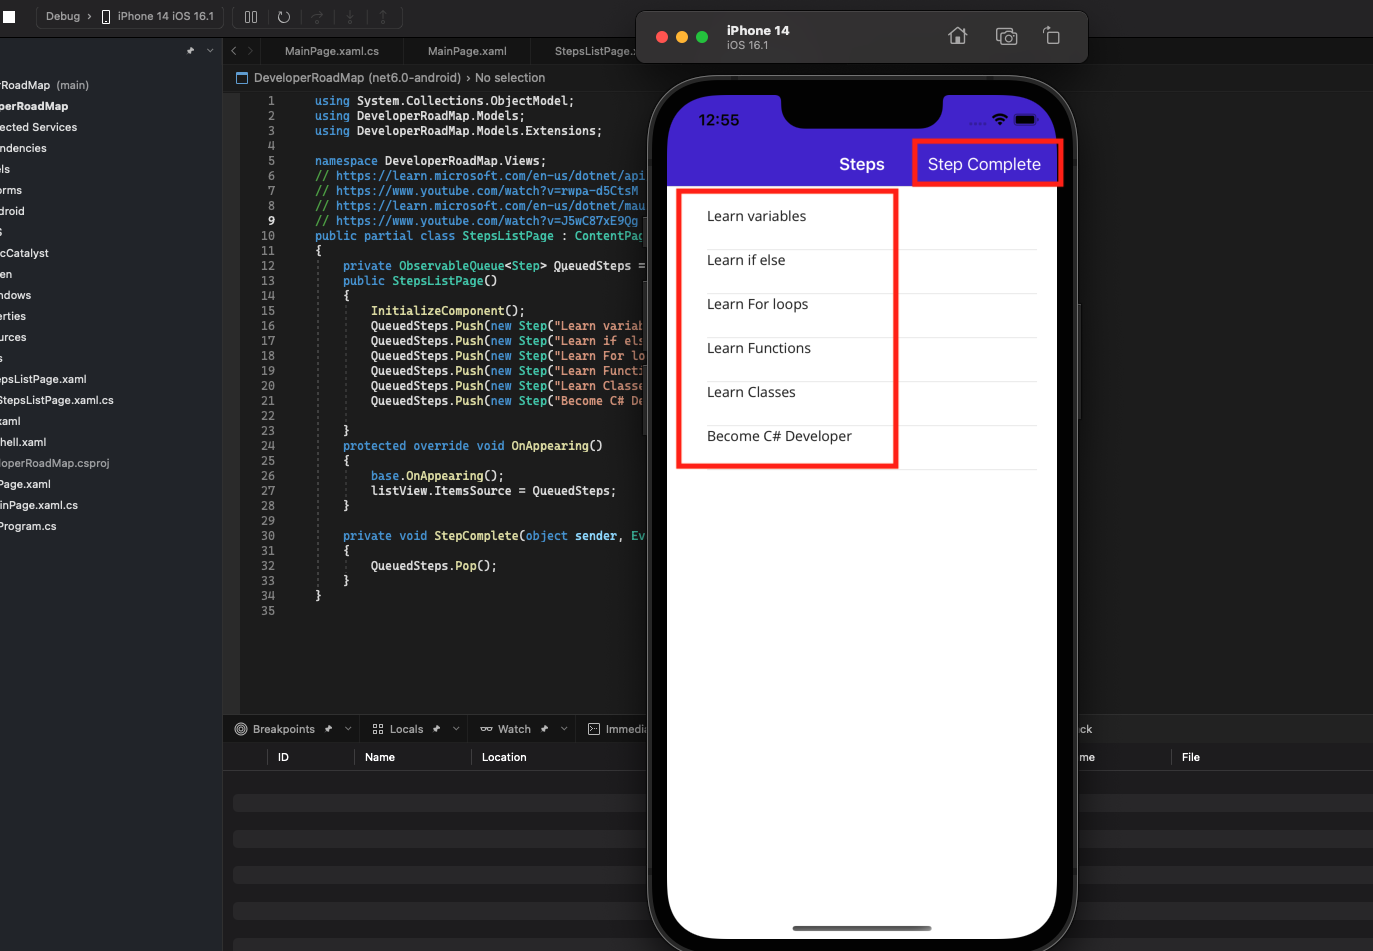 Debug › iPhone 14 iOS 16.1
iPhone 14
iOS 16.1
MainPage.xaml.cs
MainPage.xaml
StepsListPage.:
DeveloperRoadMap (net6.0-android) › No selection
rRoadMap (main)
perRoadMap
ected Services
ndencies
els
orms
droid
S
cCatalyst
en
ndows
erties
urces
s
epsListPage.xaml
StepsListPage.xaml.cs
xaml
hell.xaml
loperRoadMap.csproj
Page.xaml
inPage.xaml.cs
Program.cs
1 using System.Collections.ObjectModel;
2 using DeveloperRoadMap.Models;
3 using DeveloperRoadMap.Models.Extensions;
4
5 namespace DeveloperRoadMap.Views;
6 // https://learn.microsoft.com/en-us/dotnet/api
7 // https://www.youtube.com/watch?v=rwpa-d5CtsM
8 // https://learn.microsoft.com/en-us/dotnet/mau
9 // https://www.youtube.com/watch?v=J5wC87xE9Qg
10 public partial class StepsListPage : ContentPag
11 {
12 private ObservableQueue<Step> QueuedSteps =
13 public StepsListPage()
14 {
15 InitializeComponent();
16 QueuedSteps.Push(new Step("Learn variab
17 QueuedSteps.Push(new Step("Learn if els
18 QueuedSteps.Push(new Step("Learn For lo
19 QueuedSteps.Push(new Step("Learn Functi
20 QueuedSteps.Push(new Step("Learn Classe
21 QueuedSteps.Push(new Step("Become C# De
22
23 }
24 protected override void OnAppearing()
25 {
26 base.OnAppearing();
27 listView.ItemsSource = QueuedSteps;
28 }
29
30 private void StepComplete(object sender, Ev
31 {
32 QueuedSteps.Pop();
33 }
34 }
35
12:55
Steps
Step Complete
Learn variables
Learn if else
Learn For loops
Learn Functions
Learn Classes
Become C# Developer
Breakpoints
Locals
Watch
Immedia
ck
ID
Name
Location
me
File